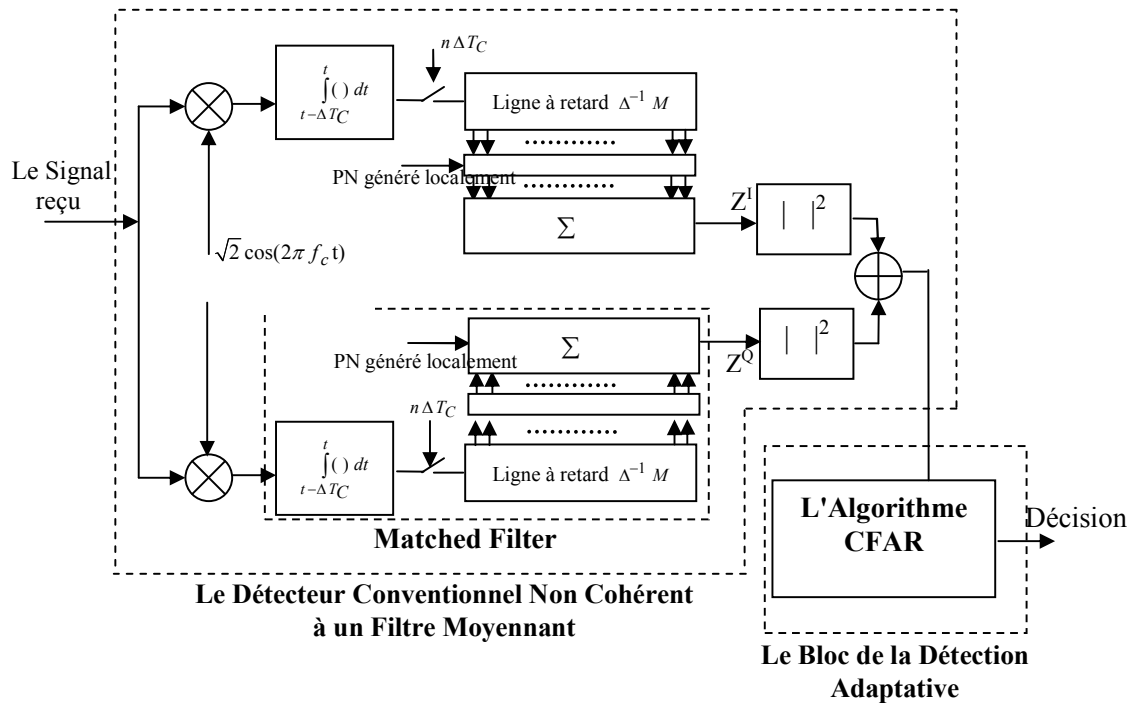 n ΔT_C
∫_{t−ΔT_C}^{t} ( ) dt
Ligne à retard Δ⁻¹ M
............
Le Signal
reçu
PN généré localement
............
Z^I
| |²
Σ
√2 cos(2π f_c t)
Σ
Z^Q
| |²
PN généré localement
............
n ΔT_C
............
∫_{t−ΔT_C}^{t} ( ) dt
Ligne à retard Δ⁻¹ M
Matched Filter
L'Algorithme
CFAR
Décision
Le Détecteur Conventionnel Non Cohérent
à un Filtre Moyennant
Le Bloc de la Détection
Adaptative